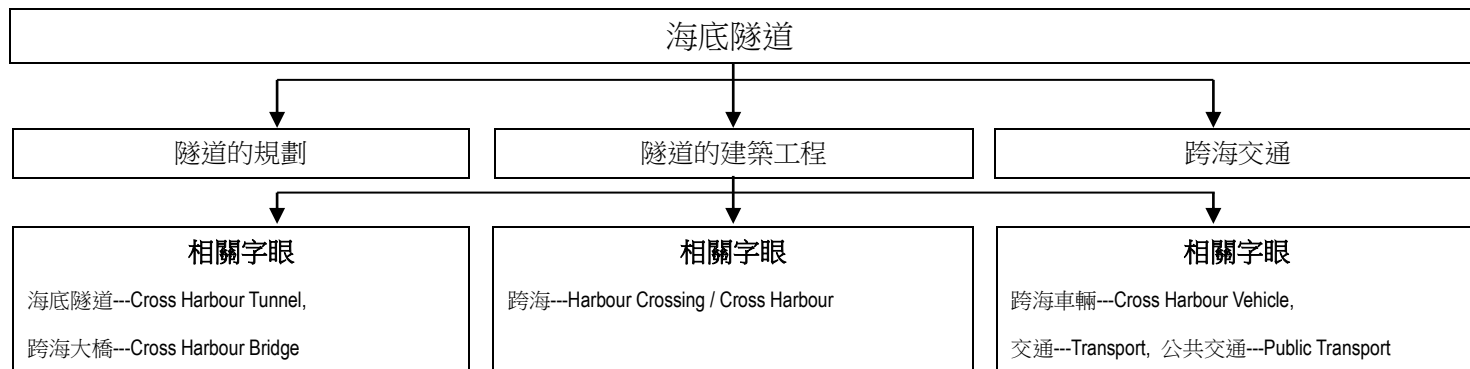 海底隧道
隧道的規劃
隧道的建築工程
跨海交通
相關字眼
海底隧道---Cross Harbour Tunnel,
跨海大橋---Cross Harbour Bridge
相關字眼
跨海---Harbour Crossing / Cross Harbour
相關字眼
跨海車輛---Cross Harbour Vehicle,
交通---Transport, 公共交通---Public Transport